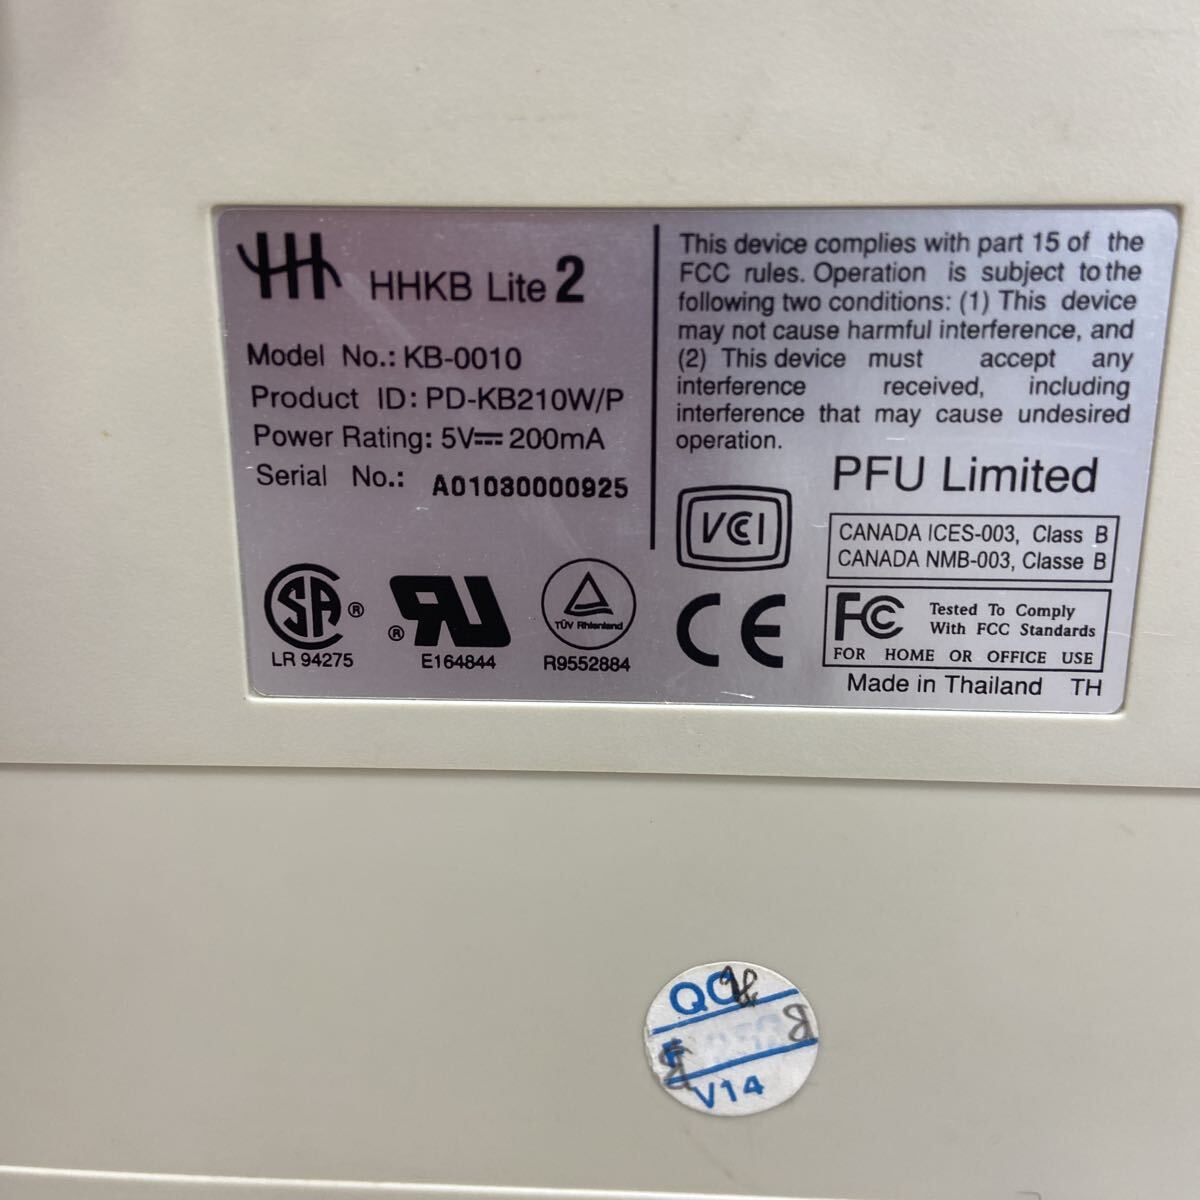 HHKB Lite 2
Model No.: KB-0010
Product ID: PD-KB210W/P
Power Rating: 5V⎓200mA
Serial No.: A01030000925
SA ®
LR 94275
® RU
E164844
TÜV Rheinland
R9552884
This device complies with part 15 of the
FCC rules. Operation is subject to the
following two conditions: (1) This device
may not cause harmful interference, and
(2) This device must accept any
interference received, including
interference that may cause undesired
operation.
PFU Limited
VCCI
CANADA ICES-003, Class B
CANADA NMB-003, Classe B
CE
FC Tested To Comply
With FCC Standards
FOR HOME OR OFFICE USE
Made in Thailand TH
QC
F
V14